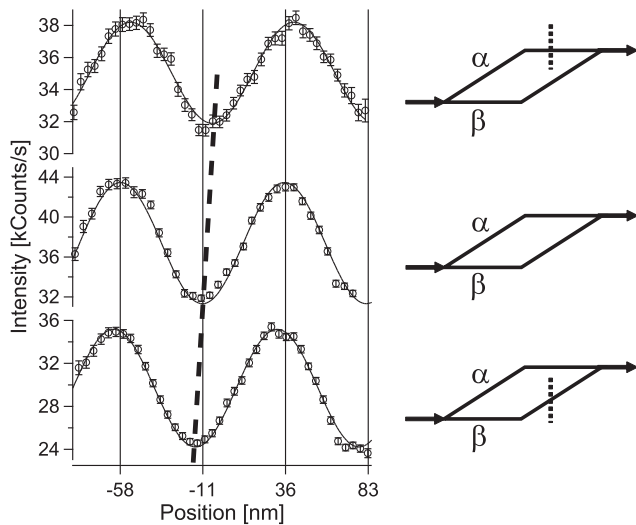 38
36
34
32
30
44
40
36
32
36
32
28
24
Intensity [kCounts/s]
-58 -11 36 83
Position [nm]
α
β
α
β
α
β